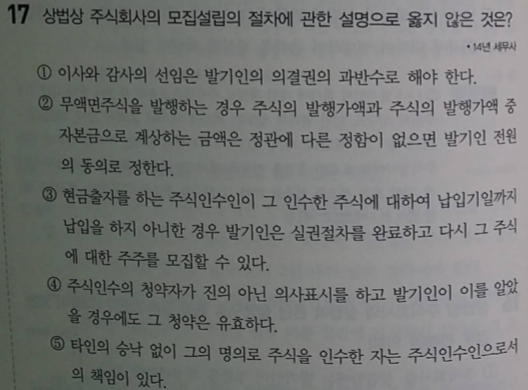 17 상법상 주식회사의 모집설립의 절차에 관한 설명으로 옳지 않은 것은?
• 14년 세무사
① 이사와 감사의 선임은 발기인의 의결권의 과반수로 해야 한다.
② 무액면주식을 발행하는 경우 주식의 발행가액과 주식의 발행가액 중
자본금으로 계상하는 금액은 정관에 다른 정함이 없으면 발기인 전원
의 동의로 정한다.
③ 현금출자를 하는 주식인수인이 그 인수한 주식에 대하여 납입기일까지
납입을 하지 아니한 경우 발기인은 실권절차를 완료하고 다시 그 주식
에 대한 주주를 모집할 수 있다.
④ 주식인수의 청약자가 진의 아닌 의사표시를 하고 발기인이 이를 알았
을 경우에도 그 청약은 유효하다.
⑤ 타인의 승낙 없이 그의 명의로 주식을 인수한 자는 주식인수인으로서
의 책임이 있다.